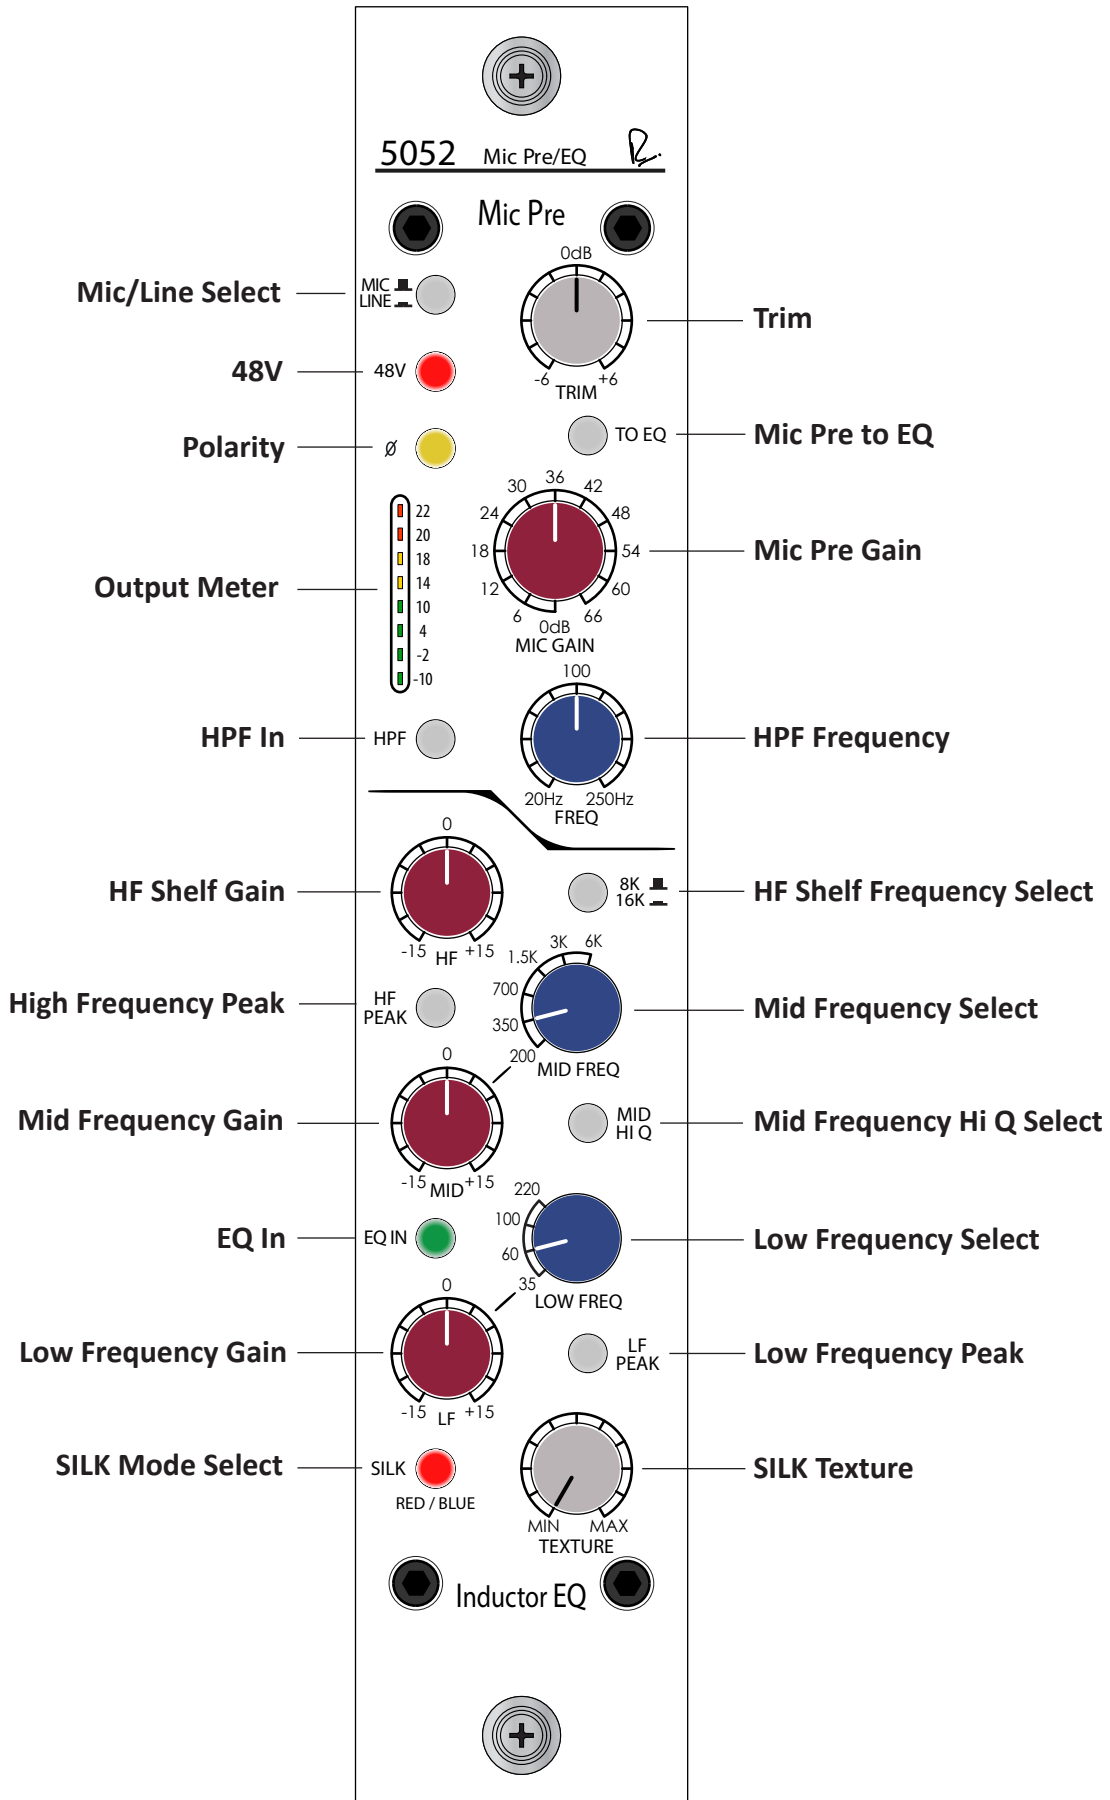 5052 Mic Pre/EQ
Mic Pre
Mic/Line Select
MIC
LINE
0dB
-6 +6
TRIM
Trim
48V
48V
Polarity
Ø
TO EQ
Mic Pre to EQ
Output Meter
22
20
18
14
10
4
-2
-10
36
30 42
24 48
18 54
12 60
6 66
0dB
MIC GAIN
Mic Pre Gain
HPF In
HPF
100
20Hz 250Hz
FREQ
HPF Frequency
HF Shelf Gain
0
-15 +15
HF
8K
16K
HF Shelf Frequency Select
High Frequency Peak
HF
PEAK
6K
3K
1.5K
700
350
200
MID FREQ
Mid Frequency Select
Mid Frequency Gain
0
-15 +15
MID
MID
HI Q
Mid Frequency Hi Q Select
EQ In
EQ IN
220
100
60
35
LOW FREQ
Low Frequency Select
Low Frequency Gain
0
-15 +15
LF
LF
PEAK
Low Frequency Peak
SILK Mode Select
SILK
RED / BLUE
MIN MAX
TEXTURE
SILK Texture
Inductor EQ